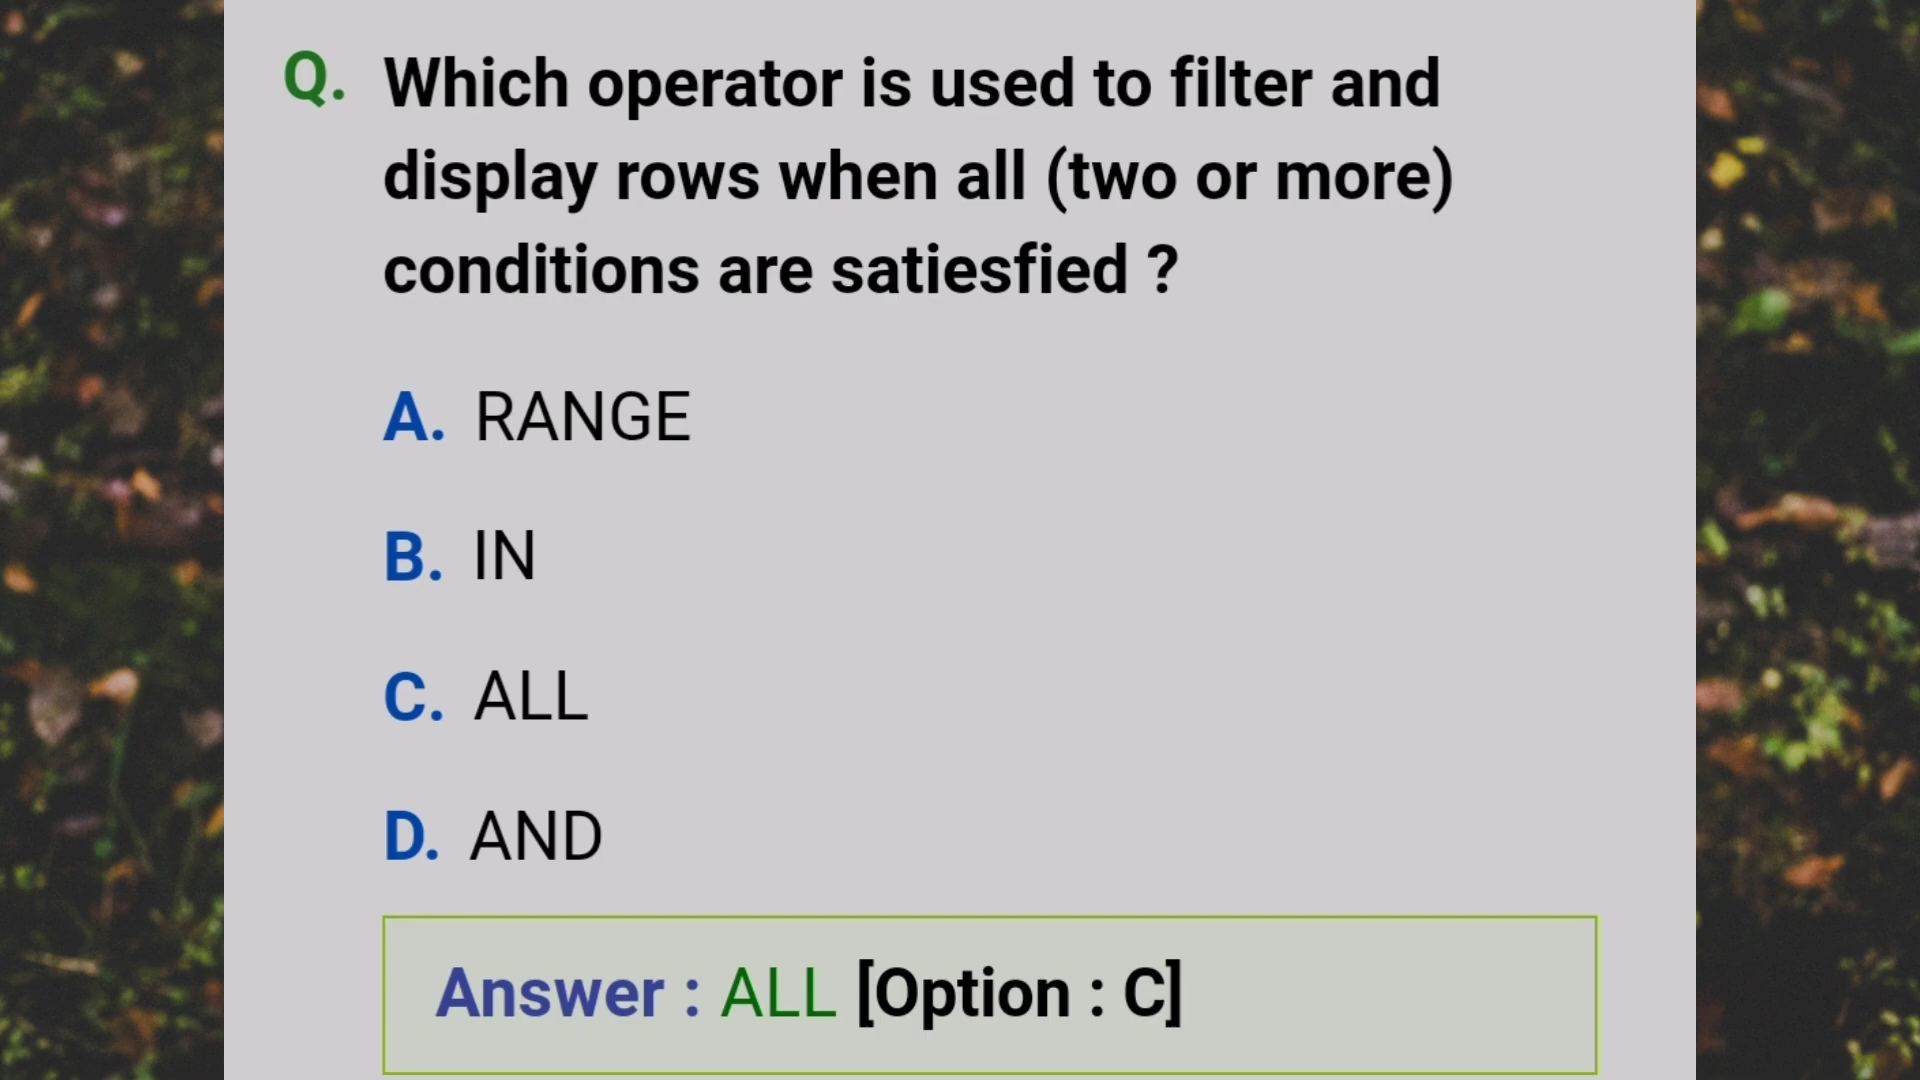 Q. Which operator is used to filter and
display rows when all (two or more)
conditions are satiesfied ?
A. RANGE
B. IN
C. ALL
D. AND
Answer : ALL [Option : C]